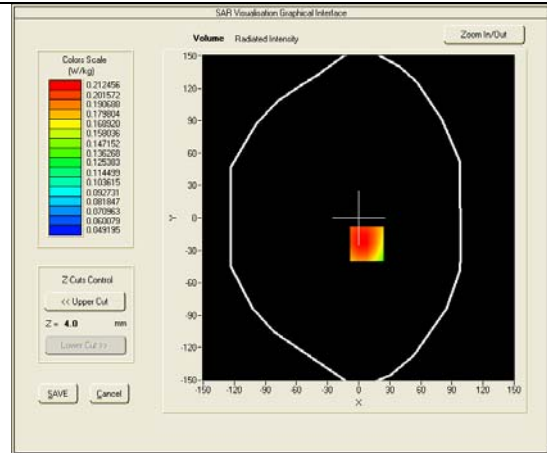 SAR Visualisation Graphical Interface
Volume Radiated Intensity
Zoom In/Out
Colors Scale
(W/kg)
0.212456
0.201572
0.190688
0.179804
0.168920
0.158036
0.147152
0.136268
0.125383
0.114499
0.103615
0.092731
0.081847
0.070963
0.060079
0.049195
Z Cuts Control
<< Upper Cut
Z = 4.0 mm
Lower Cut >>
SAVE
Cancel
150
120
90
60
30
0
-30
-60
-90
-120
-150
Y
-150 -120 -90 -60 -30 0 30 60 90 120 150
X